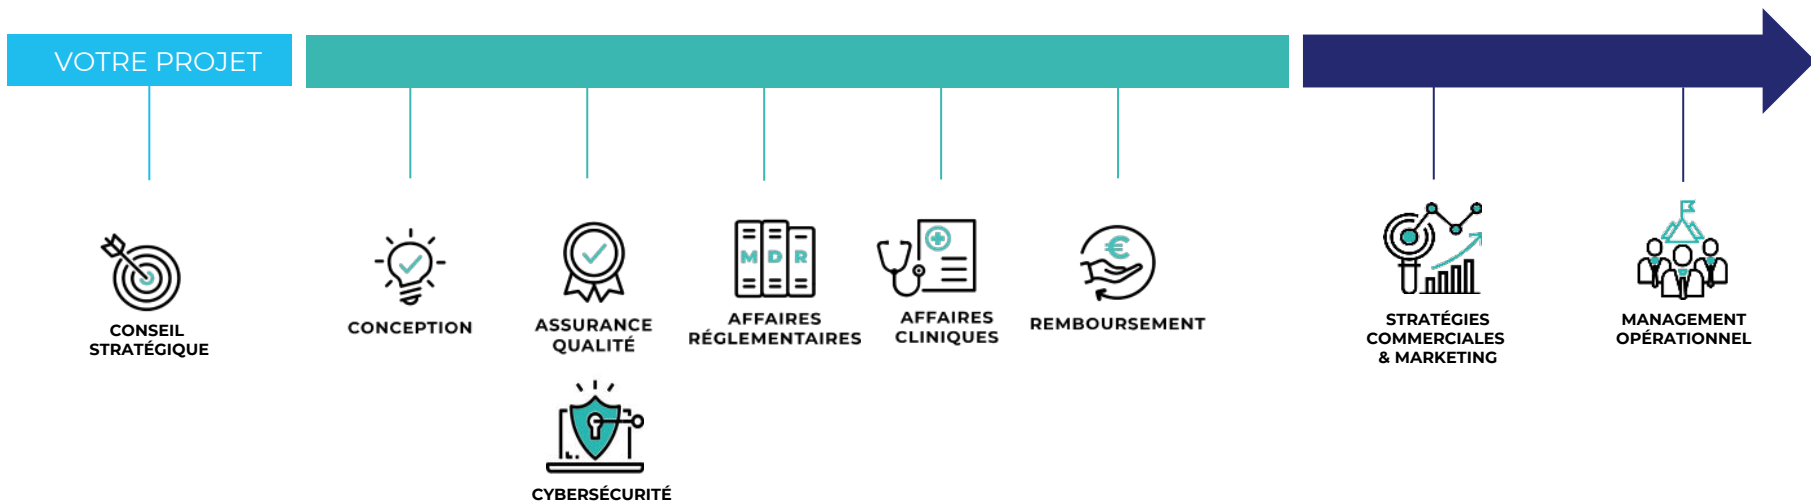 VOTRE PROJET
CONSEIL
STRATÉGIQUE
CONCEPTION
ASSURANCE
QUALITÉ
CYBERSÉCURITÉ
M D R
AFFAIRES
RÉGLEMENTAIRES
AFFAIRES
CLINIQUES
€
REMBOURSEMENT
STRATÉGIES
COMMERCIALES
& MARKETING
MANAGEMENT
OPÉRATIONNEL